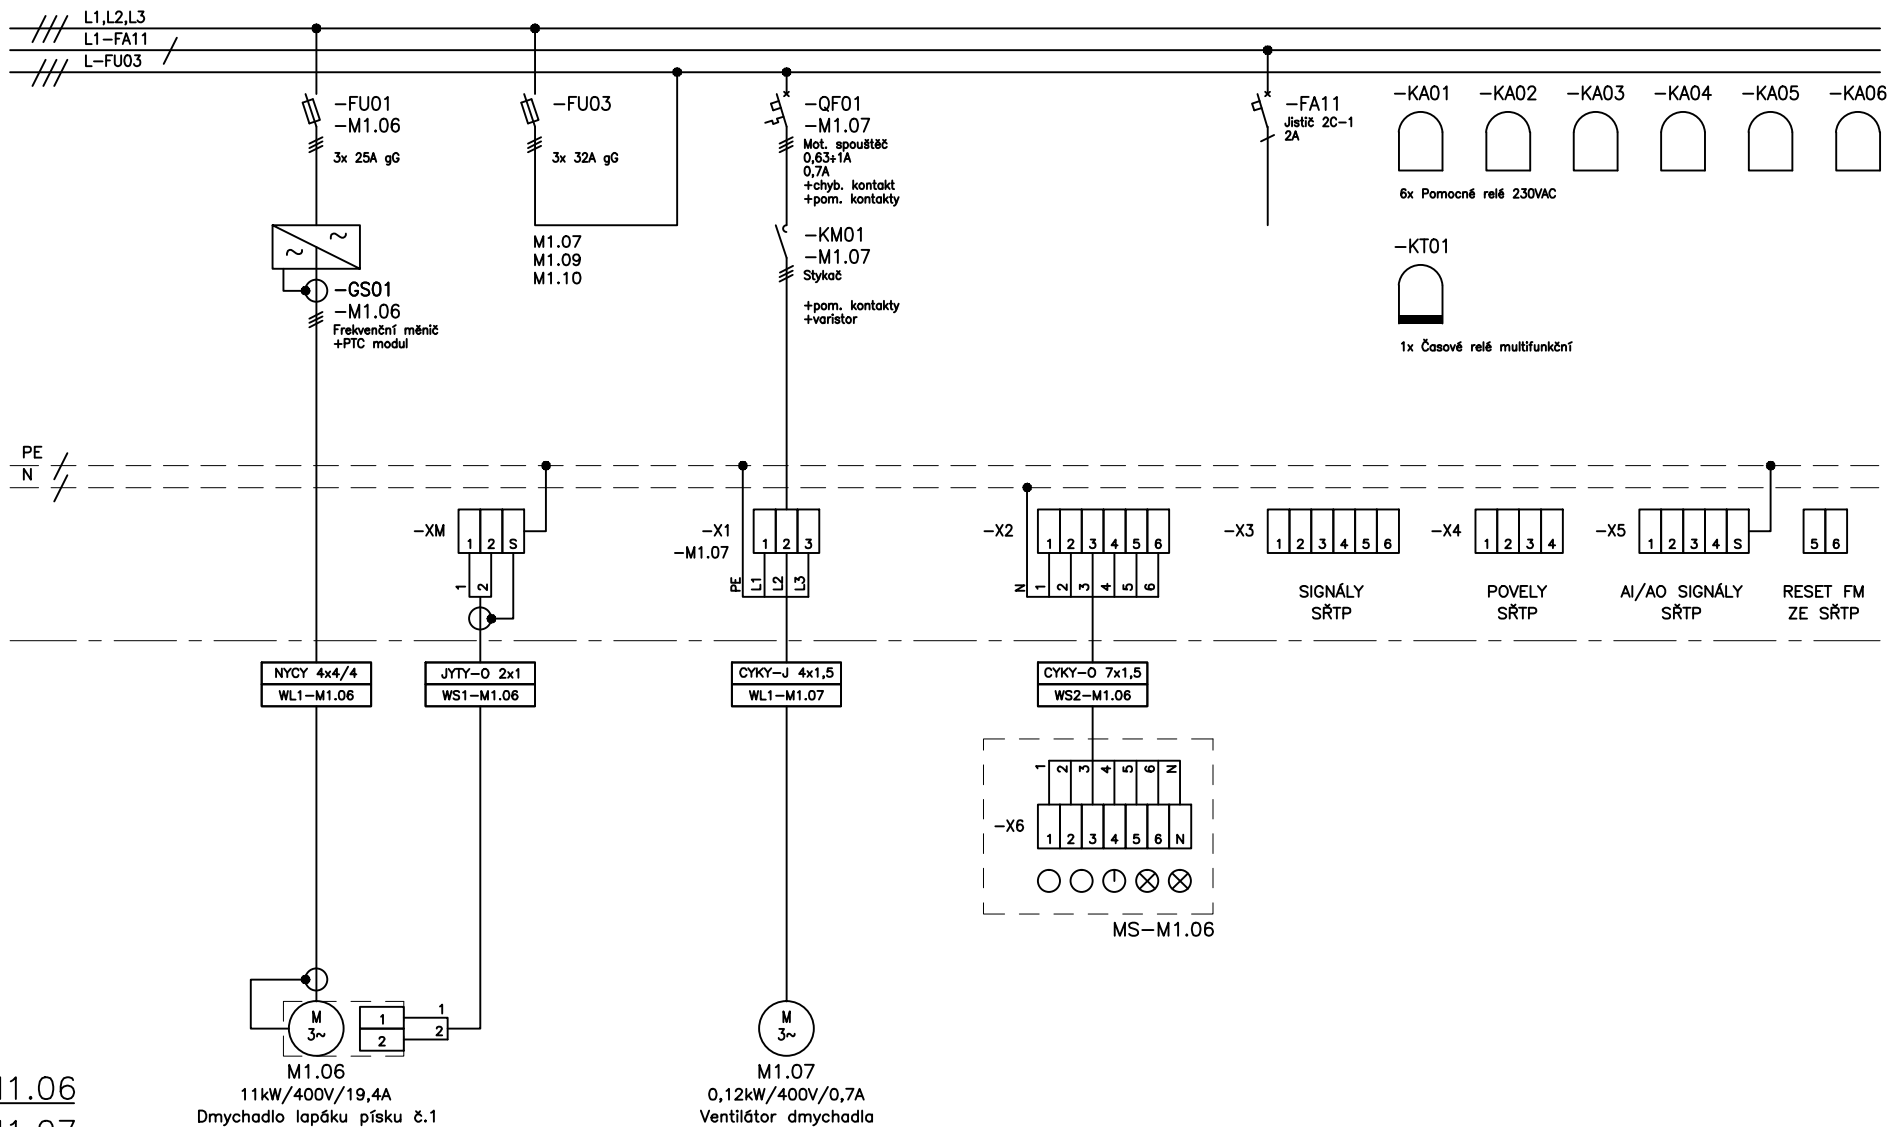 L1,L2,L3
L1-FA11
L-FU03
-FU01
-M1.06
3x 25A gG
-FU03
3x 32A gG
-QF01
-M1.07
Mot. spouštěč
0,63÷1A
0,7A
+chyb. kontakt
+pom. kontakty
-FA11
Jistič 2C-1
2A
-KA01 -KA02 -KA03 -KA04 -KA05 -KA06
6x Pomocné relé 230VAC
M1.07
M1.09
M1.10
-KM01
-M1.07
Stykač
+pom. kontakty
+varistor
-KT01
1x Časové relé multifunkční
~ ~
-GS01
-M1.06
Frekvenční měnič
+PTC modul
PE
N
-XM 1 2 S
1 2
-X1 1 2 3
-M1.07
PE L1 L2 L3
-X2 1 2 3 4 5 6
N 1 2 3 4 5 6
-X3 1 2 3 4 5 6
SIGNÁLY
SŘTP
-X4 1 2 3 4
POVELY
SŘTP
-X5 1 2 3 4 S
AI/AO SIGNÁLY
SŘTP
5 6
RESET FM
ZE SŘTP
NYCY 4x4/4
WL1-M1.06
JYTY-O 2x1
WS1-M1.06
CYKY-J 4x1,5
WL1-M1.07
CYKY-O 7x1,5
WS2-M1.06
1 2 3 4 5 6 N
-X6 1 2 3 4 5 6 N
MS-M1.06
M
3~
1 1
2 2
M1.06
11kW/400V/19,4A
Dmychadlo lapáku písku č.1
M
3~
M1.07
0,12kW/400V/0,7A
Ventilátor dmychadla
1.06